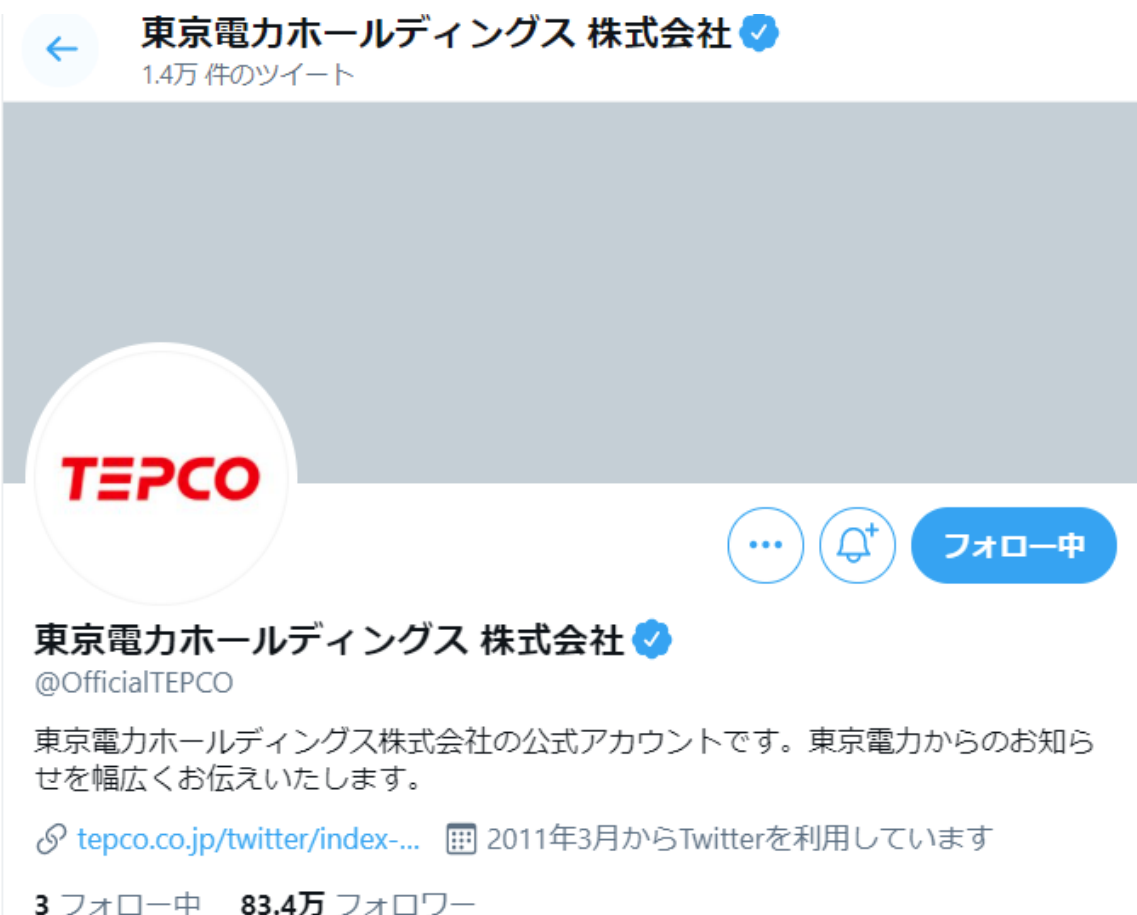 東京電力ホールディングス 株式会社
1.4万 件のツイート
TEPCO
フォロー中
東京電力ホールディングス 株式会社
@OfficialTEPCO
東京電力ホールディングス株式会社の公式アカウントです。東京電力からのお知ら
せを幅広くお伝えいたします。
tepco.co.jp/twitter/index-... 2011年3月からTwitterを利用しています
3 フォロー中 83.4万 フォロワー